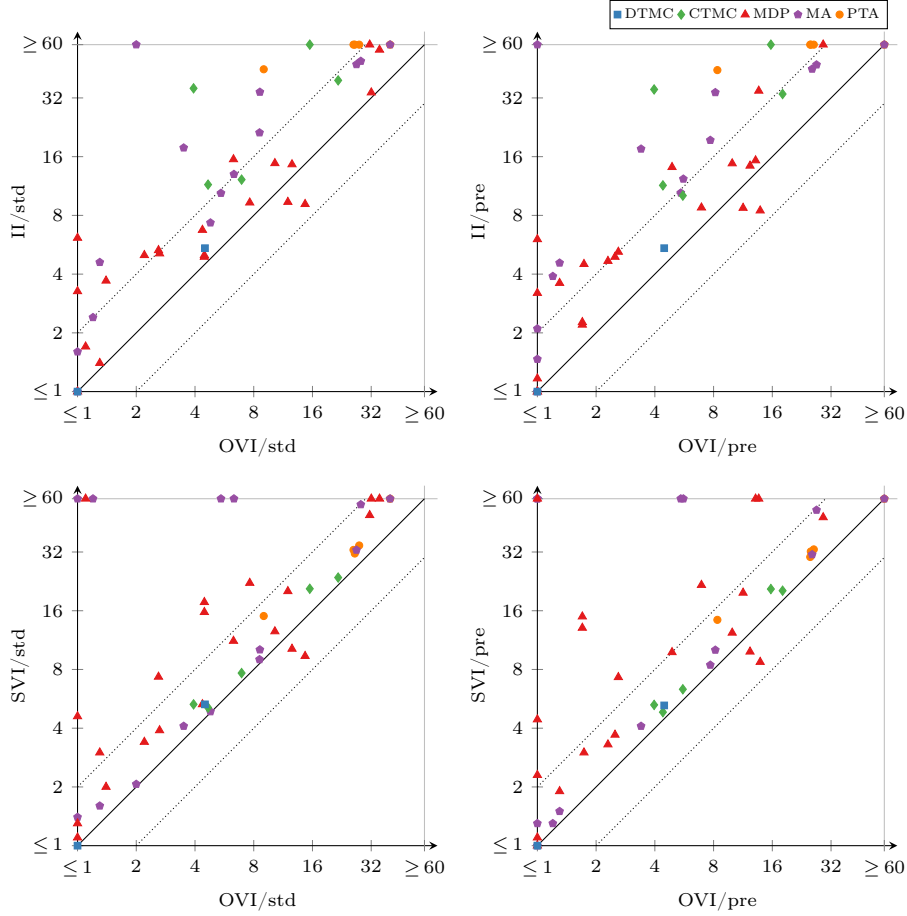 DTMC CTMC MDP MA PTA
≥ 60
32
16
8
4
2
≤ 1
II/std
≤ 1 2 4 8 16 32 ≥ 60
OVI/std
≥ 60
32
16
8
4
2
≤ 1
II/pre
≤ 1 2 4 8 16 32 ≥ 60
OVI/pre
≥ 60
32
16
8
4
2
≤ 1
SVI/std
≤ 1 2 4 8 16 32 ≥ 60
OVI/std
≥ 60
32
16
8
4
2
≤ 1
SVI/pre
≤ 1 2 4 8 16 32 ≥ 60
OVI/pre